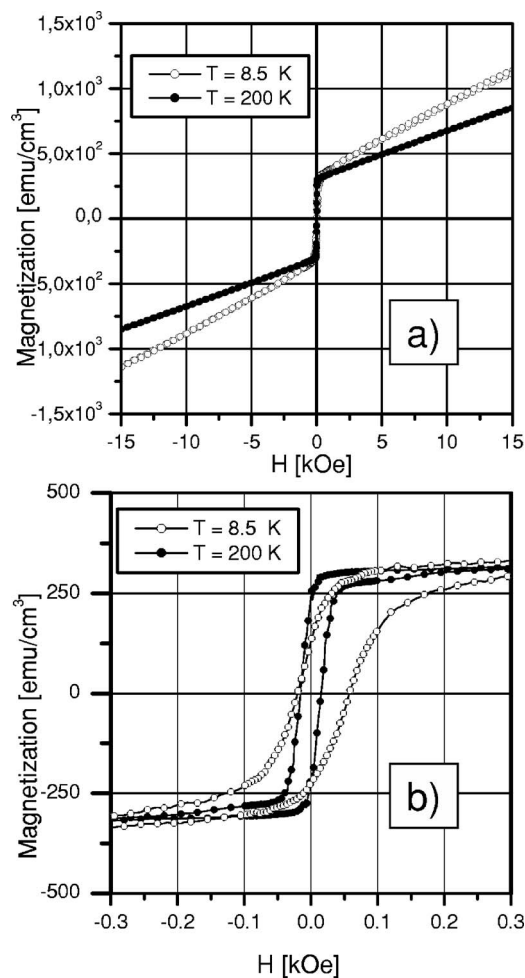 1,5x10³
1,0x10³
5,0x10²
0,0
-5,0x10²
-1,0x10³
-1,5x10³
Magnetization [emu/cm³]
T = 8.5 K
T = 200 K
a)
-15 -10 -5 0 5 10 15
H [kOe]
500
250
0
-250
-500
Magnetization [emu/cm³]
T = 8.5 K
T = 200 K
b)
-0.3 -0.2 -0.1 0.0 0.1 0.2 0.3
H [kOe]